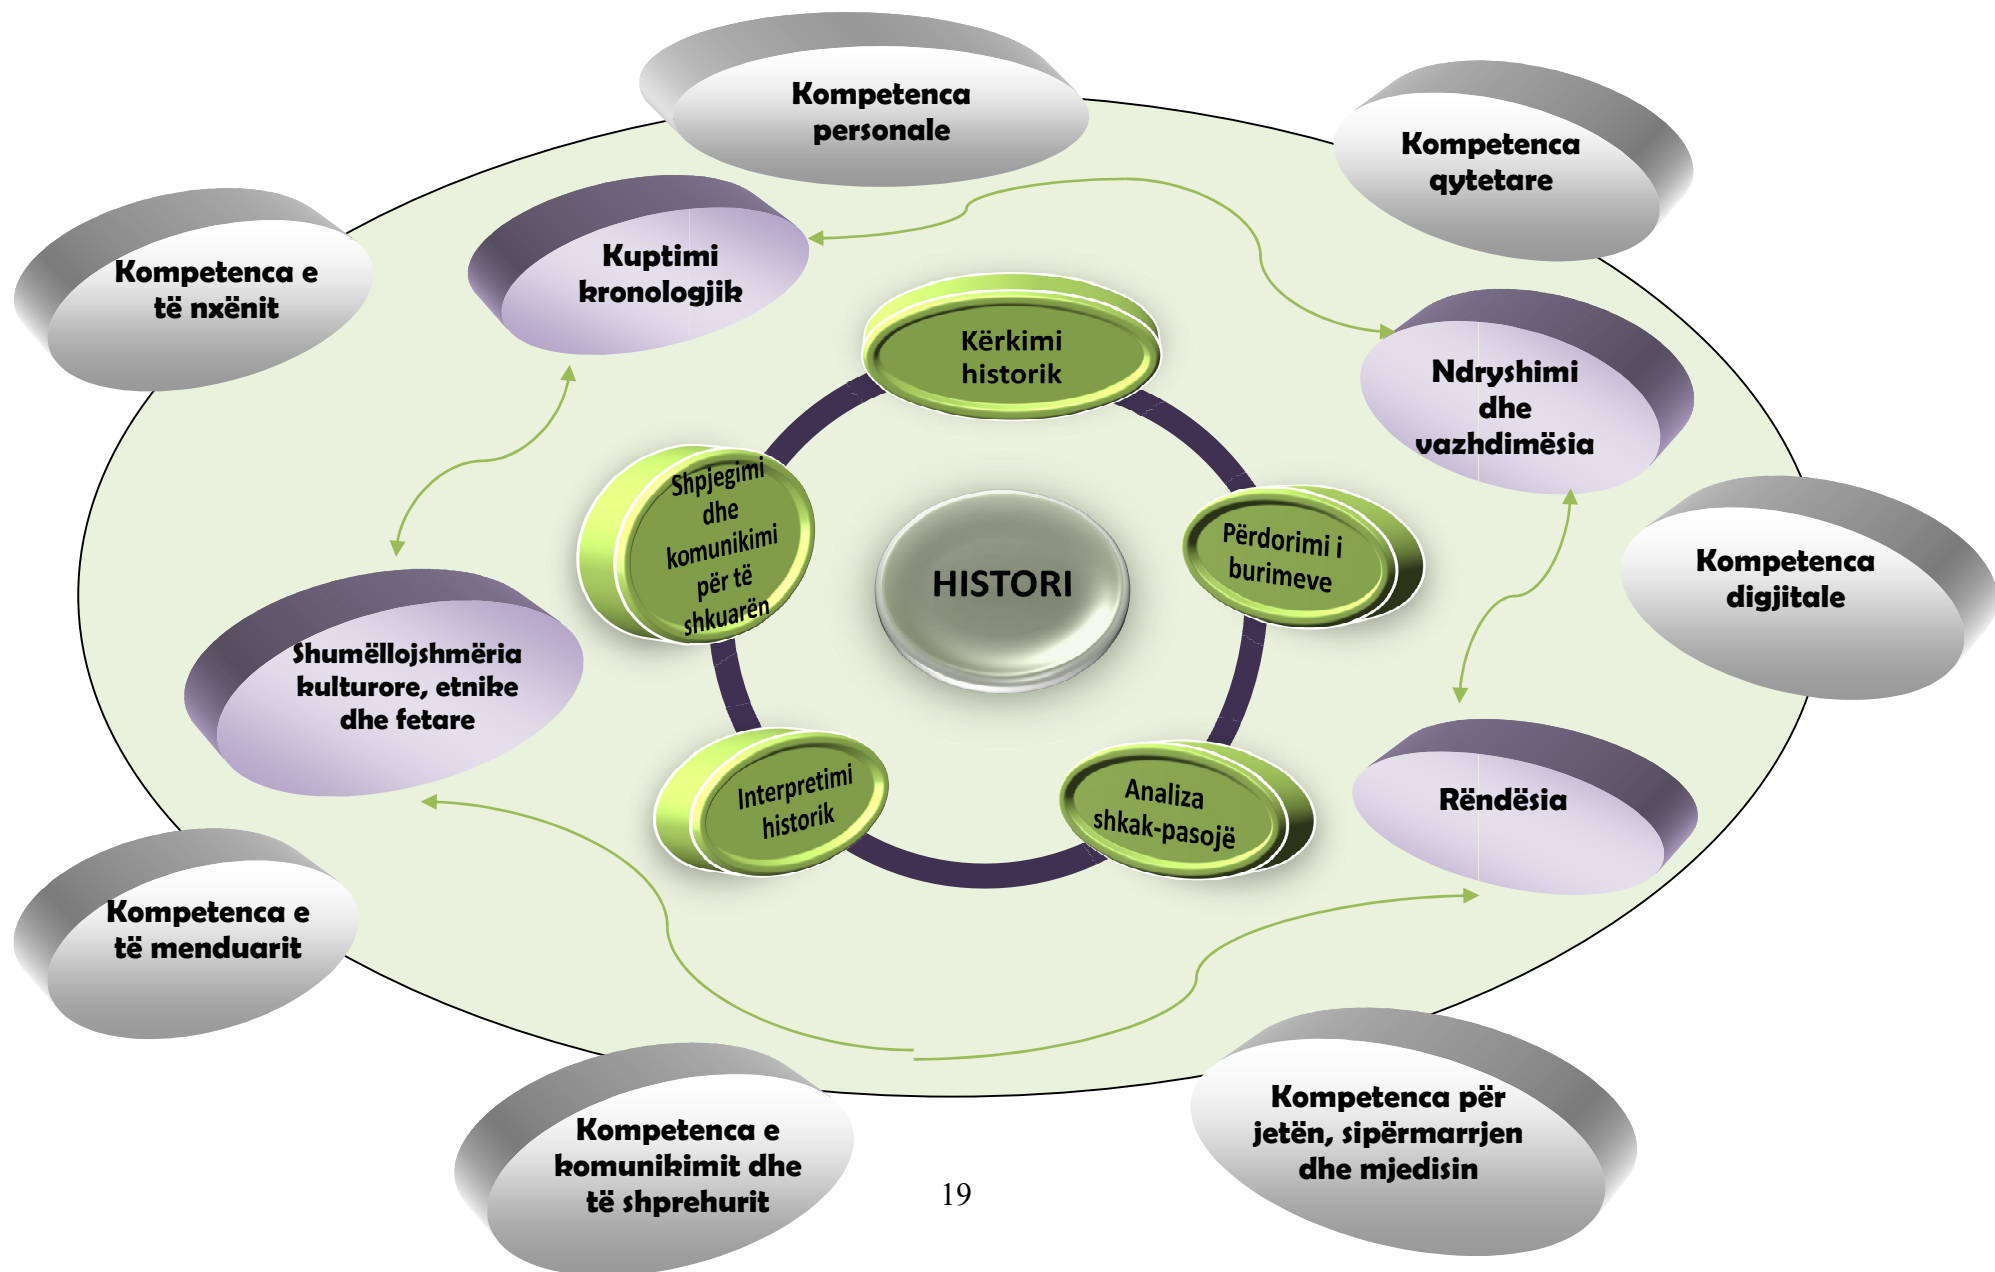 Kompetenca
personale
Kompetenca
qytetare
Kompetenca e
të nxënit
Kuptimi
kronologjik
Kërkimi
historik
Ndryshimi
dhe
vazhdimësia
Shpjegimi
dhe
komunikimi
për të
shkuarën
HISTORI
Përdorimi i
burimeve
Kompetenca
digjitale
Shumëllojshmëria
kulturore, etnike
dhe fetare
Interpretimi
historik
Analiza
shkak-pasojë
Rëndësia
Kompetenca e
të menduarit
Kompetenca e
komunikimit dhe
të shprehurit
Kompetenca për
jetën, sipërmarrjen
dhe mjedisin
19